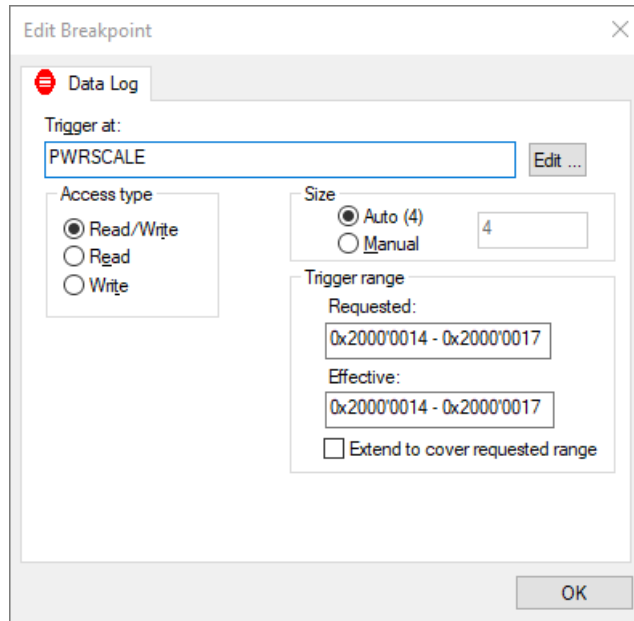 Edit Breakpoint
Data Log
Trigger at:
PWRSCALE
Edit ...
Access type
Read/Write
Read
Write
Size
Auto (4)
Manual
4
Trigger range
Requested:
0x2000'0014 - 0x2000'0017
Effective:
0x2000'0014 - 0x2000'0017
Extend to cover requested range
OK